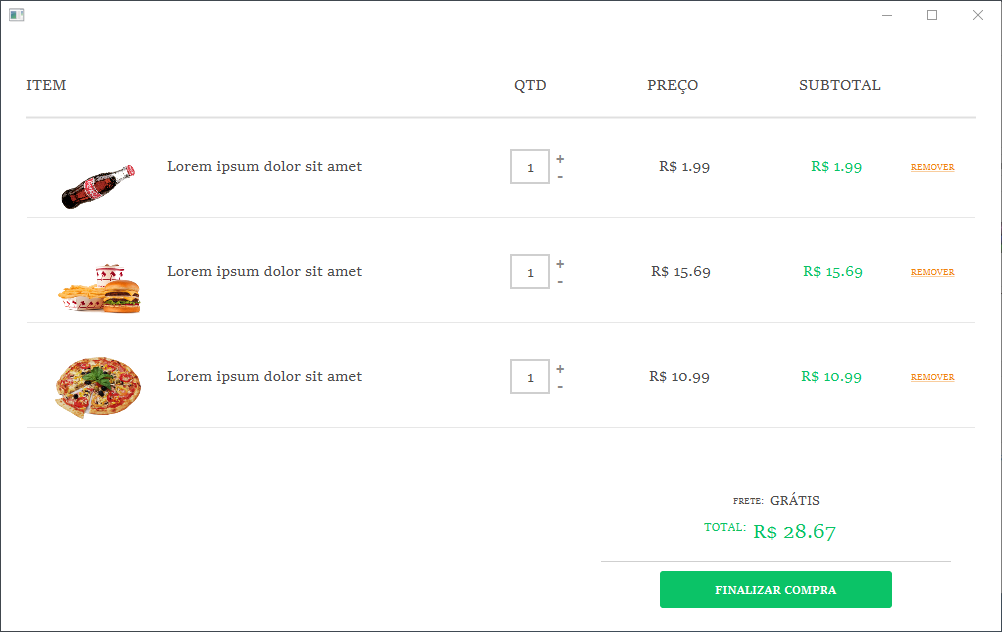 ITEM QTD PREÇO SUBTOTAL
Lorem ipsum dolor sit amet 1 + - R$ 1.99 R$ 1.99 REMOVER
Lorem ipsum dolor sit amet 1 + - R$ 15.69 R$ 15.69 REMOVER
Lorem ipsum dolor sit amet 1 + - R$ 10.99 R$ 10.99 REMOVER
FRETE: GRÁTIS
TOTAL: R$ 28.67
FINALIZAR COMPRA